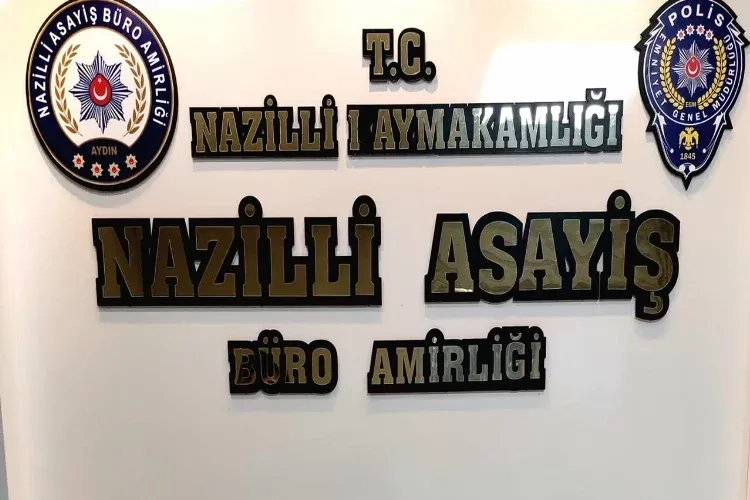 NAZİLLİ ASAYİŞ BÜRO AMİRLİĞİ
AYDIN
T.C.
NAZİLLİ I AYMAKAMLIĞI
NAZİLLİ ASAYİŞ
BÜRO AMİRLİĞİ
POLİS
EMNİYET GENEL MÜDÜRLÜĞÜ
EGM
1845